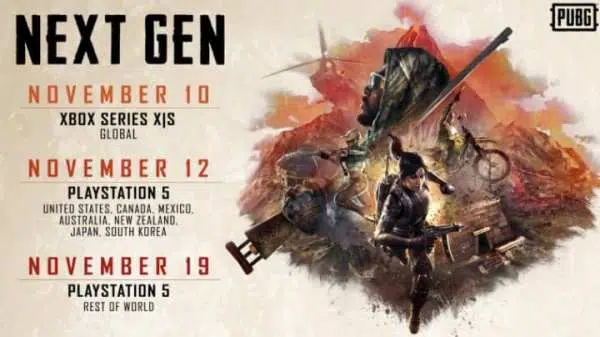 NEXT GEN
PUBG
NOVEMBER 10
XBOX SERIES X|S
GLOBAL
NOVEMBER 12
PLAYSTATION 5
UNITED STATES, CANADA, MEXICO,
AUSTRALIA, NEW ZEALAND,
JAPAN, SOUTH KOREA
NOVEMBER 19
PLAYSTATION 5
REST OF WORLD